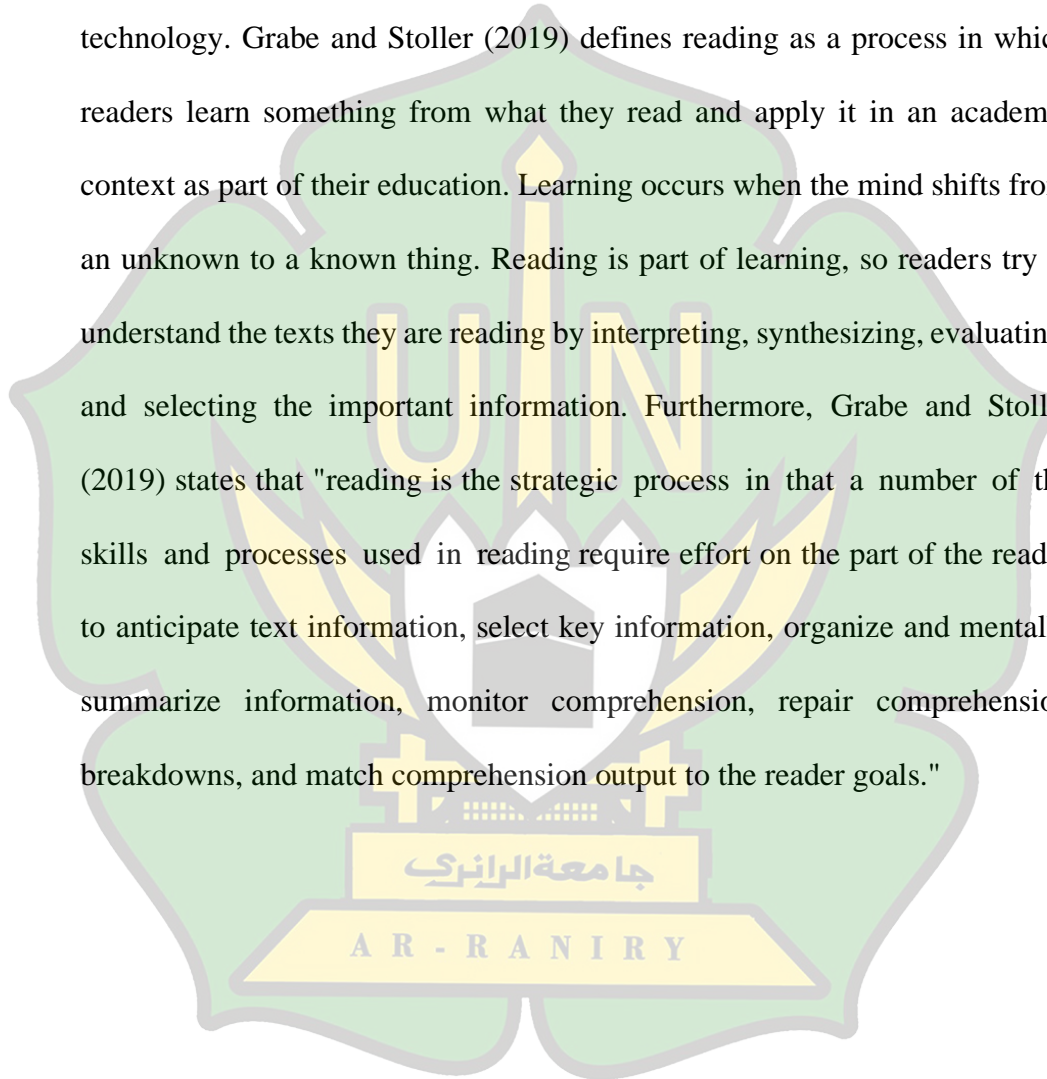 technology. Grabe and Stoller (2019) defines reading as a process in whic
readers learn something from what they read and apply it in an academ
context as part of their education. Learning occurs when the mind shifts fro
an unknown to a known thing. Reading is part of learning, so readers try
understand the texts they are reading by interpreting, synthesizing, evaluatin
and selecting the important information. Furthermore, Grabe and Stoll
(2019) states that "reading is the strategic process in that a number of th
skills and processes used in reading require effort on the part of the read
to anticipate text information, select key information, organize and mental
summarize information, monitor comprehension, repair comprehensio
breakdowns, and match comprehension output to the reader goals."
UIN
جامعة الرانري
AR-RANIRY